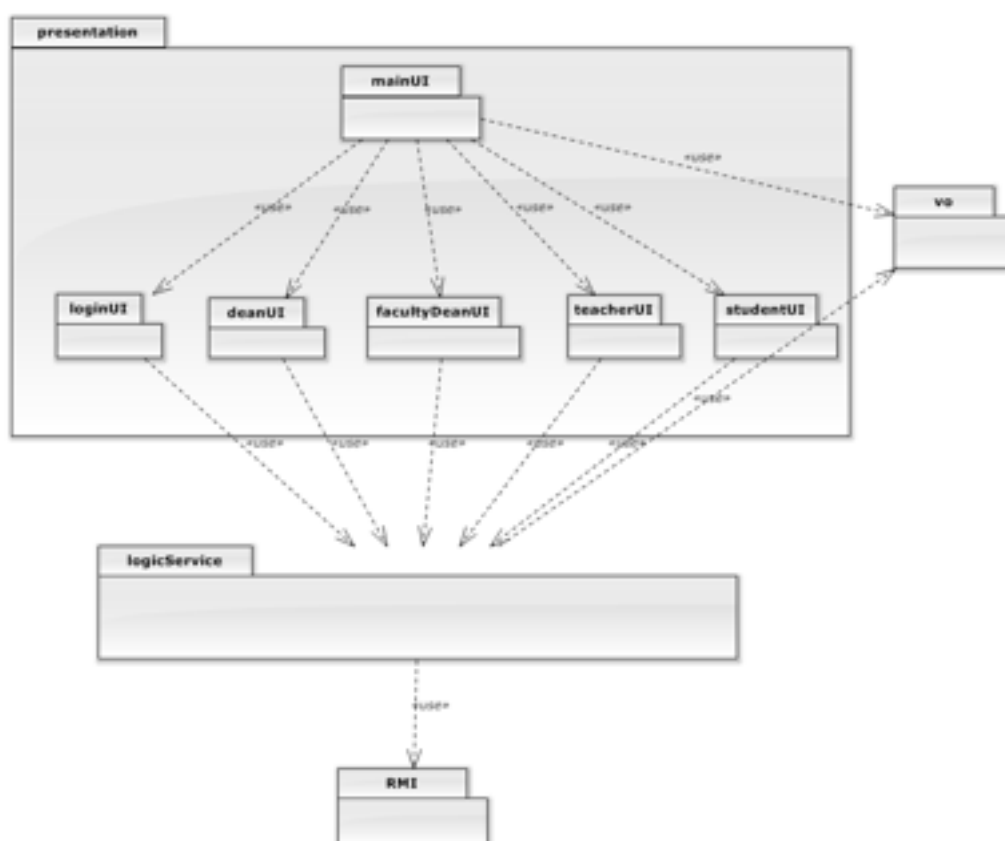 presentation
mainUI
«use»
vo
«use» «use» «use» «use» «use»
loginUI deanUI facultyDeanUI teacherUI studentUI
«use»
«use» «use» «use» «use» «use»
logicService
«use»
RMI